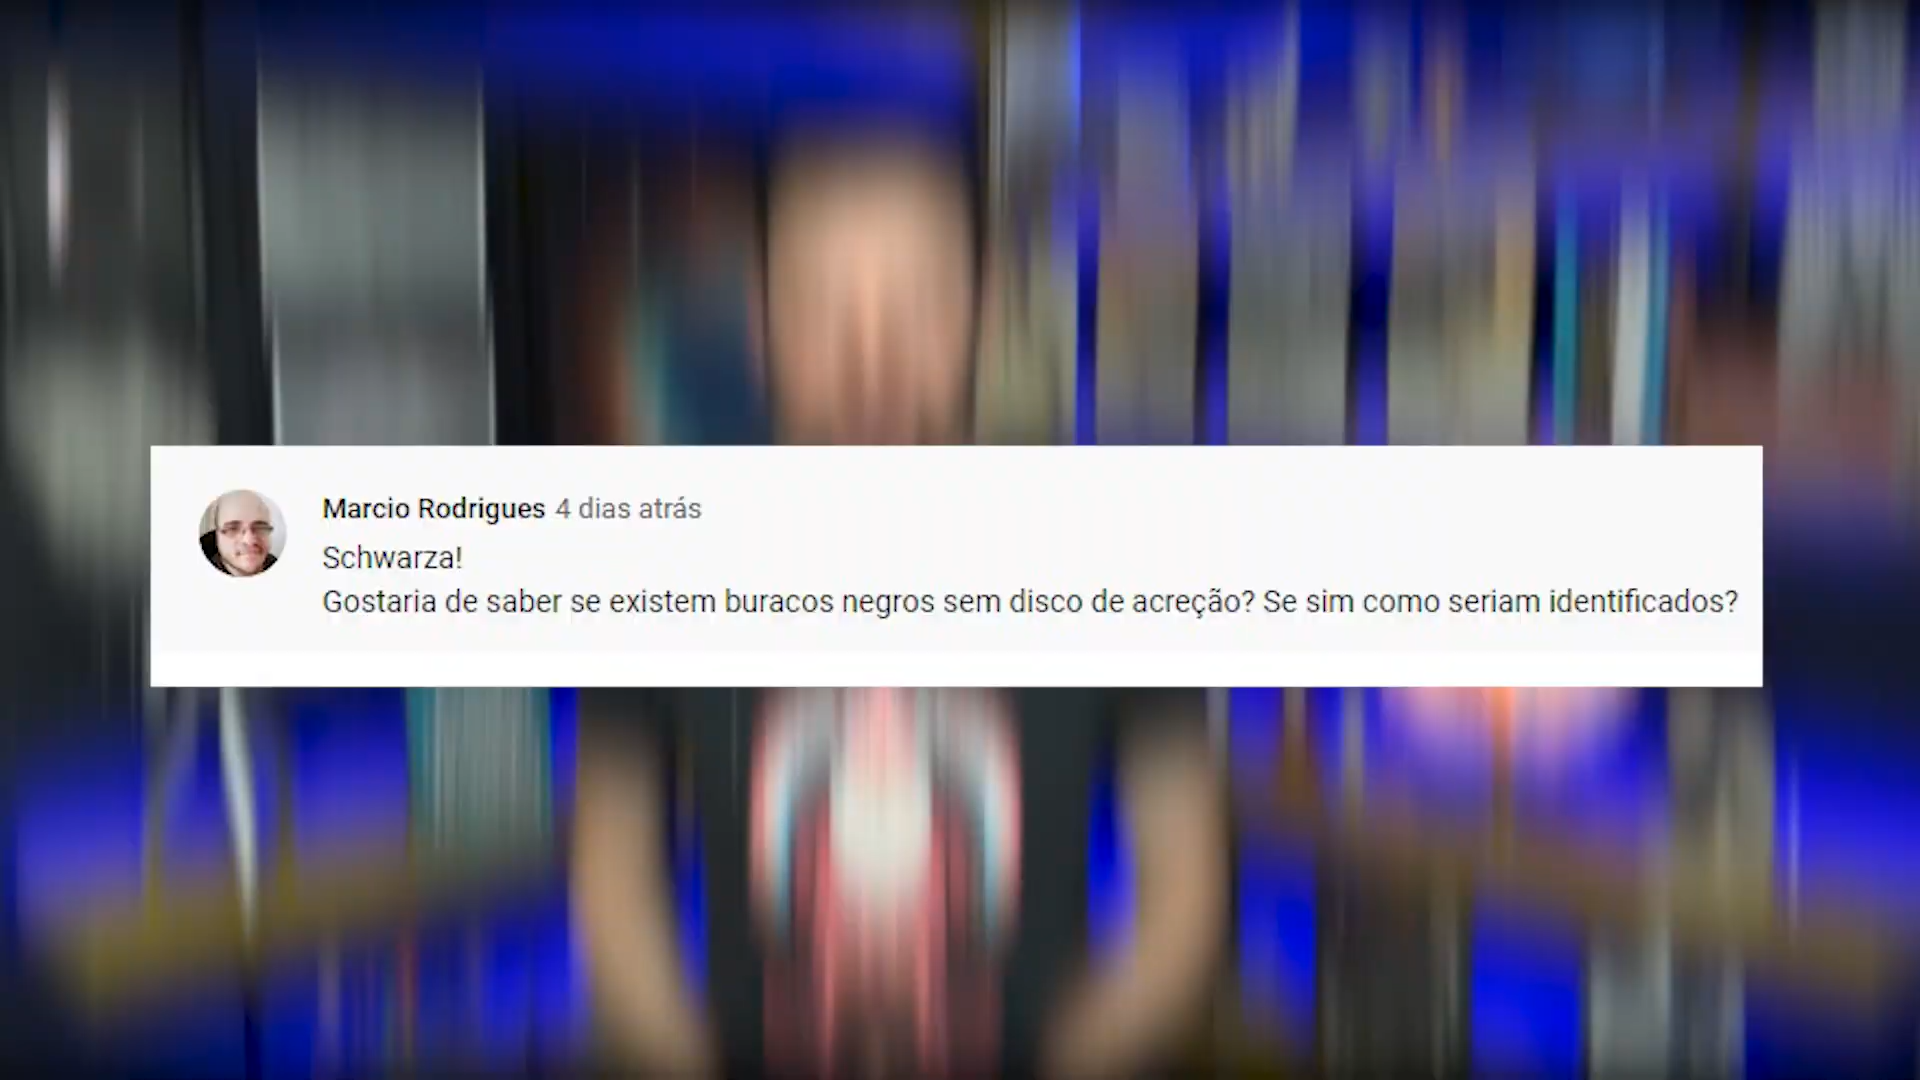 Marcio Rodrigues 4 dias atrás
Schwarza!
Gostaria de saber se existem buracos negros sem disco de acreção? Se sim como seriam identificados?